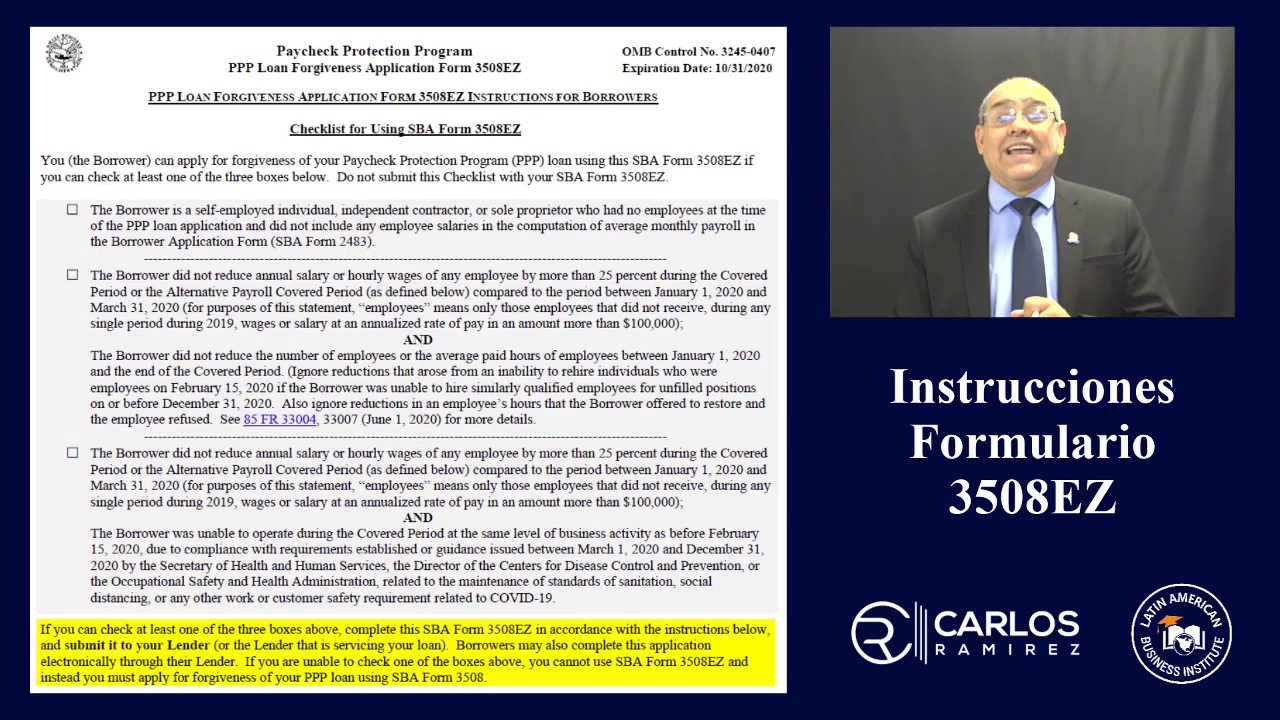 Paycheck Protection Program
PPP Loan Forgiveness Application Form 3508EZ
OMB Control No. 3245-0407
Expiration Date: 10/31/2020
PPP LOAN FORGIVENESS APPLICATION FORM 3508EZ INSTRUCTIONS FOR BORROWERS
Checklist for Using SBA Form 3508EZ
You (the Borrower) can apply for forgiveness of your Paycheck Protection Program (PPP) loan using this SBA Form 3508EZ if
you can check at least one of the three boxes below. Do not submit this Checklist with your SBA Form 3508EZ.
☐ The Borrower is a self-employed individual, independent contractor, or sole proprietor who had no employees at the time
of the PPP loan application and did not include any employee salaries in the computation of average monthly payroll in
the Borrower Application Form (SBA Form 2483).
☐ The Borrower did not reduce annual salary or hourly wages of any employee by more than 25 percent during the Covered
Period or the Alternative Payroll Covered Period (as defined below) compared to the period between January 1, 2020 and
March 31, 2020 (for purposes of this statement, “employees” means only those employees that did not receive, during any
single period during 2019, wages or salary at an annualized rate of pay in an amount more than $100,000);
AND
The Borrower did not reduce the number of employees or the average paid hours of employees between January 1, 2020
and the end of the Covered Period. (Ignore reductions that arose from an inability to rehire individuals who were
employees on February 15, 2020 if the Borrower was unable to hire similarly qualified employees for unfilled positions
on or before December 31, 2020. Also ignore reductions in an employee’s hours that the Borrower offered to restore and
the employee refused. See 85 FR 33004, 33007 (June 1, 2020) for more details.
☐ The Borrower did not reduce annual salary or hourly wages of any employee by more than 25 percent during the Covered
Period or the Alternative Payroll Covered Period (as defined below) compared to the period between January 1, 2020 and
March 31, 2020 (for purposes of this statement, “employees” means only those employees that did not receive, during any
single period during 2019, wages or salary at an annualized rate of pay in an amount more than $100,000);
AND
The Borrower was unable to operate during the Covered Period at the same level of business activity as before February
15, 2020, due to compliance with requirements established or guidance issued between March 1, 2020 and December 31,
2020 by the Secretary of Health and Human Services, the Director of the Centers for Disease Control and Prevention, or
the Occupational Safety and Health Administration, related to the maintenance of standards of sanitation, social
distancing, or any other work or customer safety requirement related to COVID-19.
If you can check at least one of the three boxes above, complete this SBA Form 3508EZ in accordance with the instructions below,
and submit it to your Lender (or the Lender that is servicing your loan). Borrowers may also complete this application
electronically through their Lender. If you are unable to check one of the boxes above, you cannot use SBA Form 3508EZ and
instead you must apply for forgiveness of your PPP loan using SBA Form 3508.
Instrucciones
Formulario
3508EZ
CARLOS
RAMIREZ
LATIN AMERICAN
BUSINESS INSTITUTE